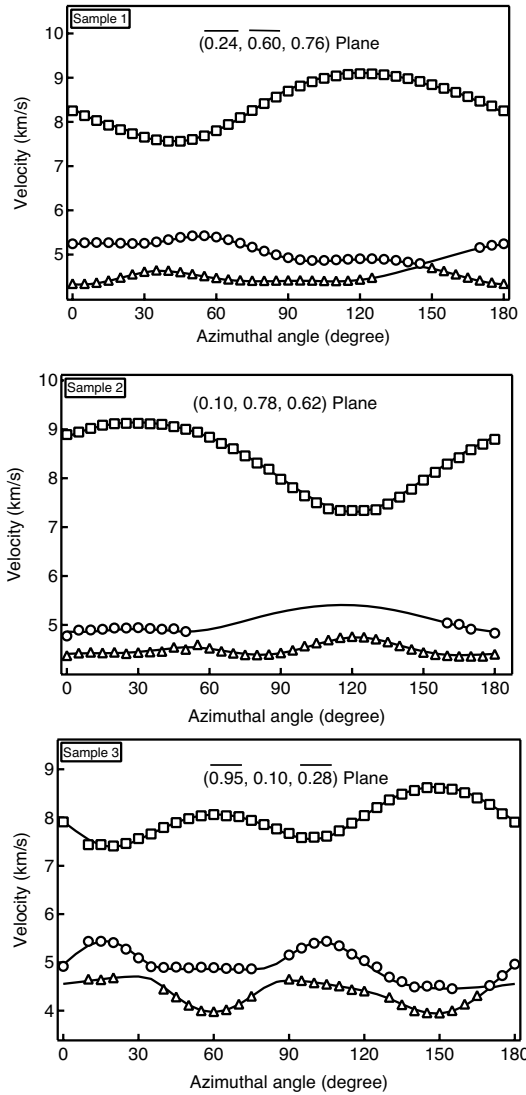 Sample 1
(0.24, 0.60, 0.76) Plane
10
9
8
7
6
5
Velocity (km/s)
0 30 60 90 120 150 180
Azimuthal angle (degree)
Sample 2
(0.10, 0.78, 0.62) Plane
10
9
8
7
6
5
Velocity (km/s)
0 30 60 90 120 150 180
Azimuthal angle (degree)
Sample 3
(0.95, 0.10, 0.28) Plane
9
8
7
6
5
4
Velocity (km/s)
0 30 60 90 120 150 180
Azimuthal angle (degree)